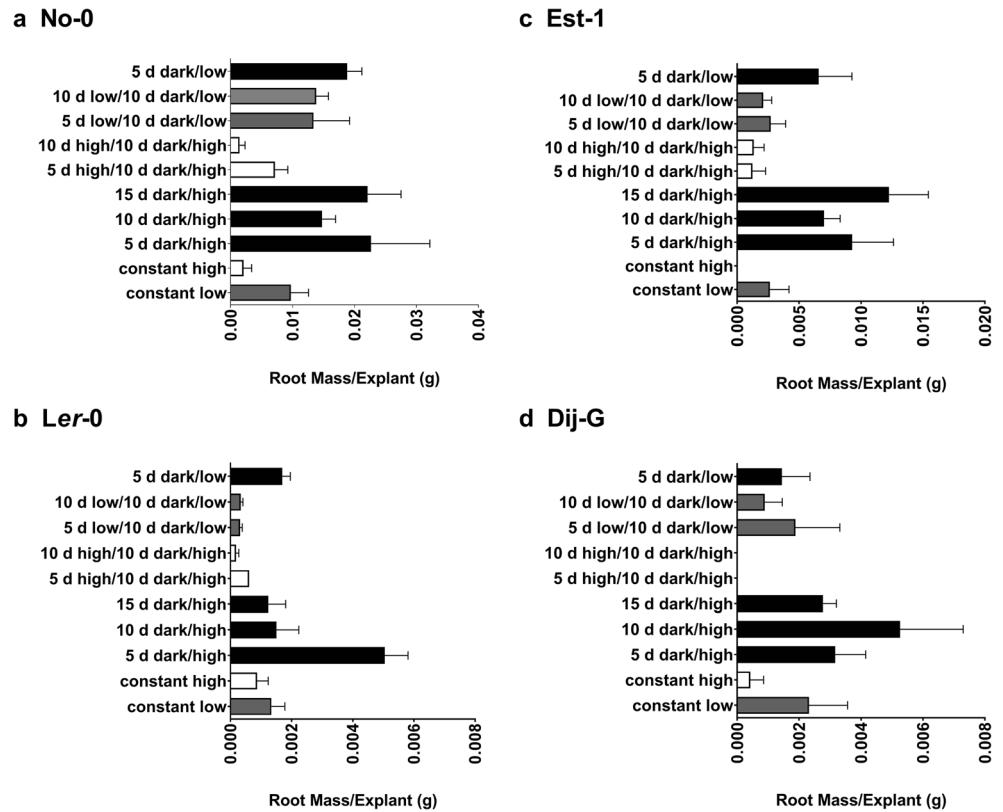 a No-0
5 d dark/low
10 d low/10 d dark/low
5 d low/10 d dark/low
10 d high/10 d dark/high
5 d high/10 d dark/high
15 d dark/high
10 d dark/high
5 d dark/high
constant high
constant low
0.00
0.01
0.02
0.03
0.04
Root Mass/Explant (g)
c Est-1
5 d dark/low
10 d low/10 d dark/low
5 d low/10 d dark/low
10 d high/10 d dark/high
5 d high/10 d dark/high
15 d dark/high
10 d dark/high
5 d dark/high
constant high
constant low
0.000
0.005
0.010
0.015
0.020
Root Mass/Explant (g)
b Ler-0
5 d dark/low
10 d low/10 d dark/low
5 d low/10 d dark/low
10 d high/10 d dark/high
5 d high/10 d dark/high
15 d dark/high
10 d dark/high
5 d dark/high
constant high
constant low
0.000
0.002
0.004
0.006
0.008
Root Mass/Explant (g)
d Dij-G
5 d dark/low
10 d low/10 d dark/low
5 d low/10 d dark/low
10 d high/10 d dark/high
5 d high/10 d dark/high
15 d dark/high
10 d dark/high
5 d dark/high
constant high
constant low
0.000
0.002
0.004
0.006
0.008
Root Mass/Explant (g)